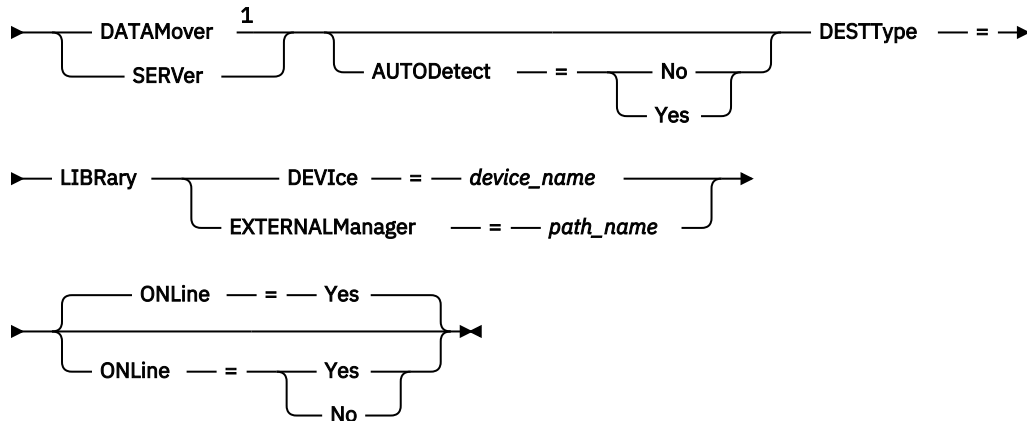 1
DATAMover DESTType =
SERVer AUTODetect = No
Yes
LIBRary DEVIce = device_name
EXTERNALManager = path_name
ONLine = Yes
ONLine = Yes
No